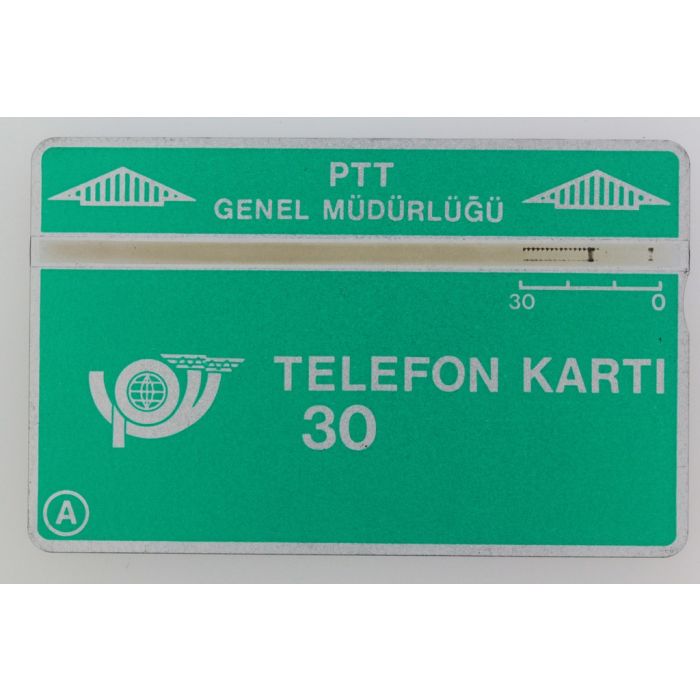 PTT
GENEL MÜDÜRLÜĞÜ
30 0
TELEFON KARTI
30
A